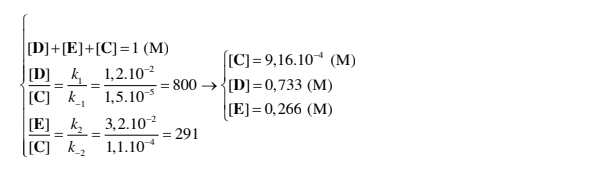 [D]+[E]+[C]=1 (M)
[D]/[C] = k₁/k₋₁ = 1,2.10⁻²/1,5.10⁻⁵ = 800 →
[E]/[C] = k₂/k₋₂ = 3,2.10⁻²/1,1.10⁻⁴ = 291
[C]= 9,16.10⁻⁴ (M)
[D]=0,733 (M)
[E]=0,266 (M)